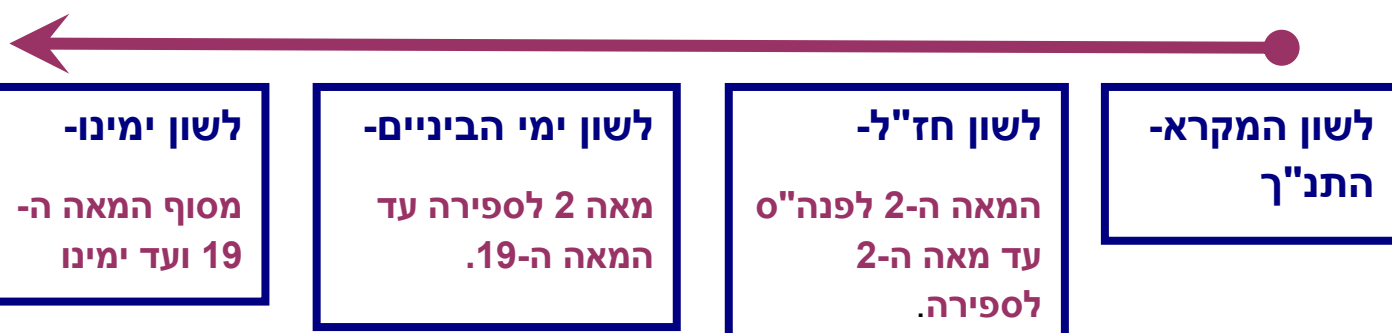 לשון המקרא-
התנ"ך
לשון חז"ל-
המאה ה-2 לפנה"ס
עד מאה ה-2
לספירה.
לשון ימי הביניים-
מאה 2 לספירה עד
המאה ה-19.
לשון ימינו-
מסוף המאה ה-
19 ועד ימינו